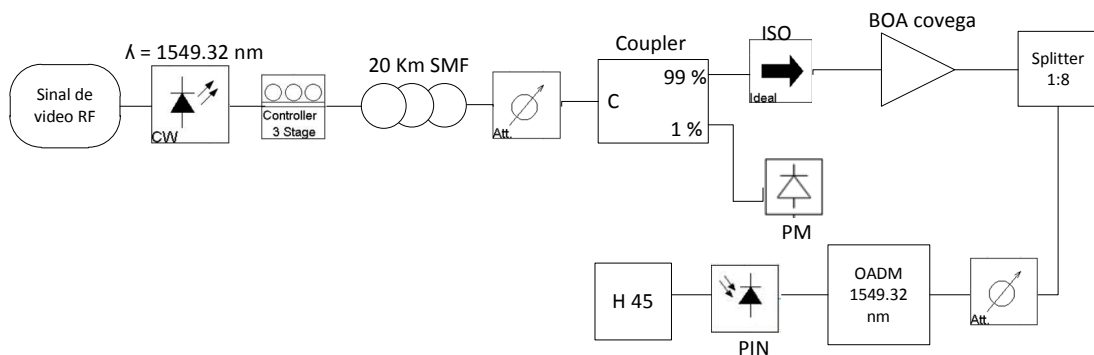 Sinal de
video RF
ʎ = 1549.32 nm
CW
Controller
3 Stage
20 Km SMF
Att.
Coupler
C
99 %
1 %
PM
ISO
Ideal
BOA covega
Splitter
1:8
H 45
PIN
OADM
1549.32
nm
Att.